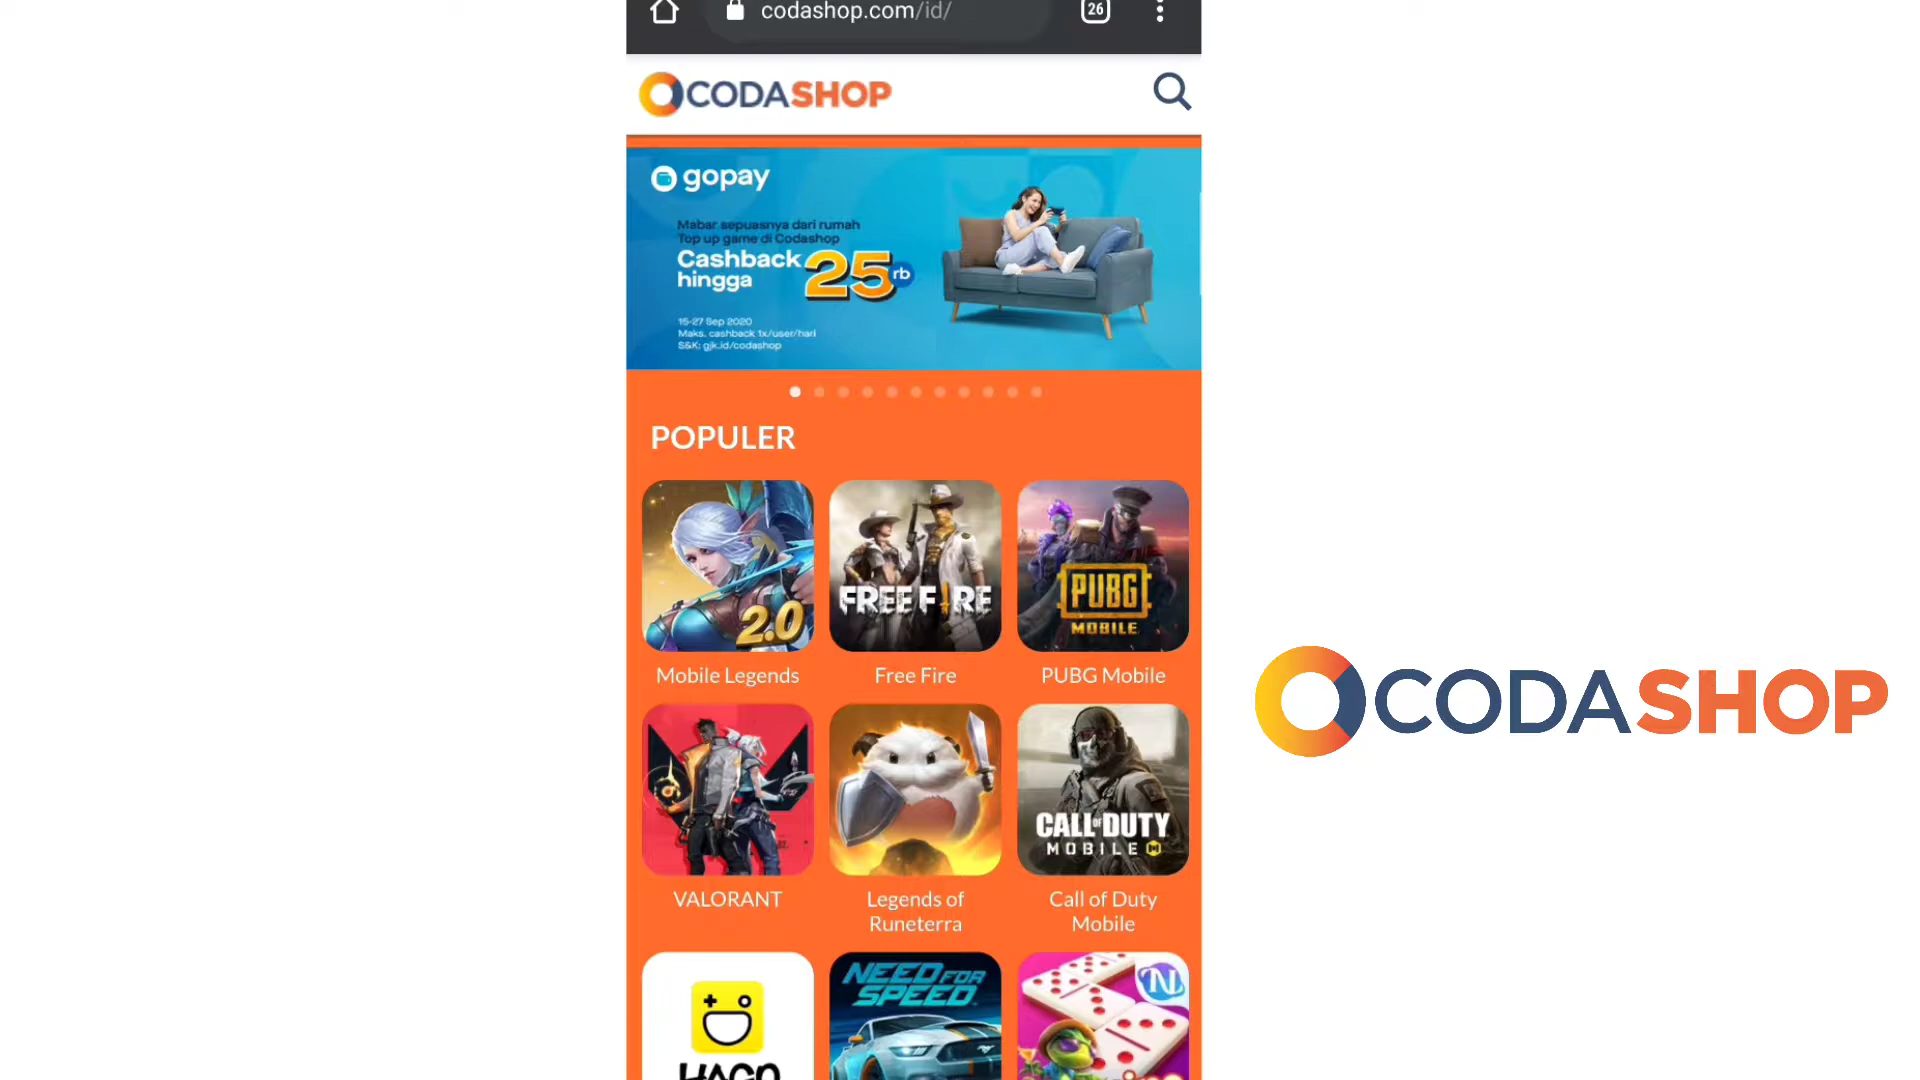 codashop.com/id/
26
CODASHOP
gopay
Mabar sepuasnya dari rumah
Top up game di Codashop
Cashback
hingga
25 rb
15-27 Sep 2020
Maks. cashback 1x/user/hari
S&K: gjk.id/codashop
POPULER
2.0
FREE FIRE
PUBG
MOBILE
Mobile Legends
Free Fire
PUBG Mobile
CODASHOP
CALL OF DUTY
MOBILE
VALORANT
Legends of
Runeterra
Call of Duty
Mobile
NEED FOR
SPEED
N
HAGO